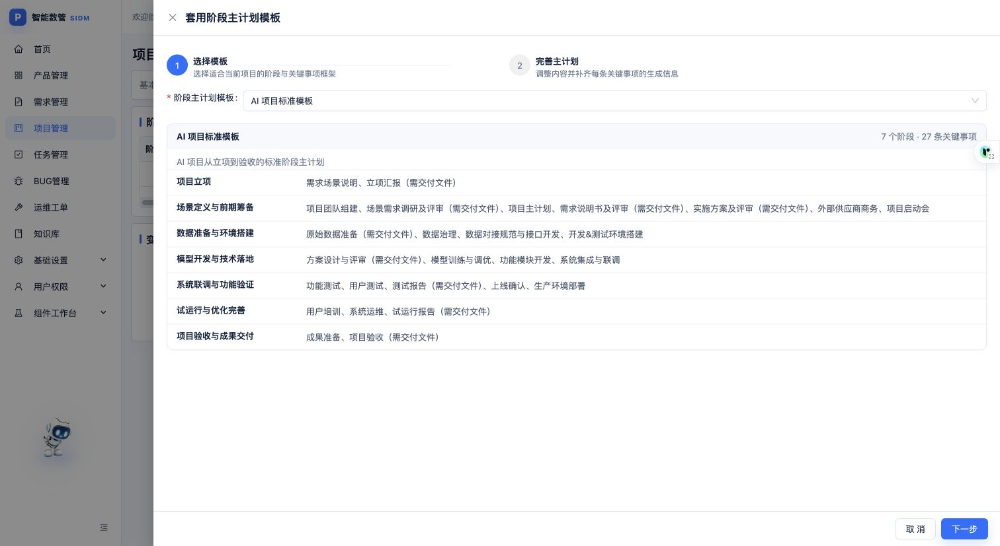 P 智能数管 SIDM
首页
产品管理
需求管理
项目管理
任务管理
BUG管理
运维工单
知识库
基础设置
用户权限
组件工作台
欢迎回
项目
基本
阶
阶
变
套用阶段主计划模板
1 选择模板
选择适合当前项目的阶段与关键事项框架
2 完善主计划
调整内容并补齐每条关键事项的生成信息
* 阶段主计划模板: AI 项目标准模板
AI 项目标准模板 7 个阶段 · 27 条关键事项
AI 项目从立项到验收的标准阶段主计划
项目立项 需求场景说明、立项汇报（需交付文件）
场景定义与前期筹备 项目团队组建、场景需求调研及评审（需交付文件）、项目主计划、需求说明书及评审（需交付文件）、实施方案及评审（需交付文件）、外部供应商商务、项目启动会
数据准备与环境搭建 原始数据准备（需交付文件）、数据治理、数据对接规范与接口开发、开发&测试环境搭建
模型开发与技术落地 方案设计与评审（需交付文件）、模型训练与调优、功能模块开发、系统集成与联调
系统联调与功能验证 功能测试、用户测试、测试报告（需交付文件）、上线确认、生产环境部署
试运行与优化完善 用户培训、系统运维、试运行报告（需交付文件）
项目验收与成果交付 成果准备、项目验收（需交付文件）
取 消 下一步